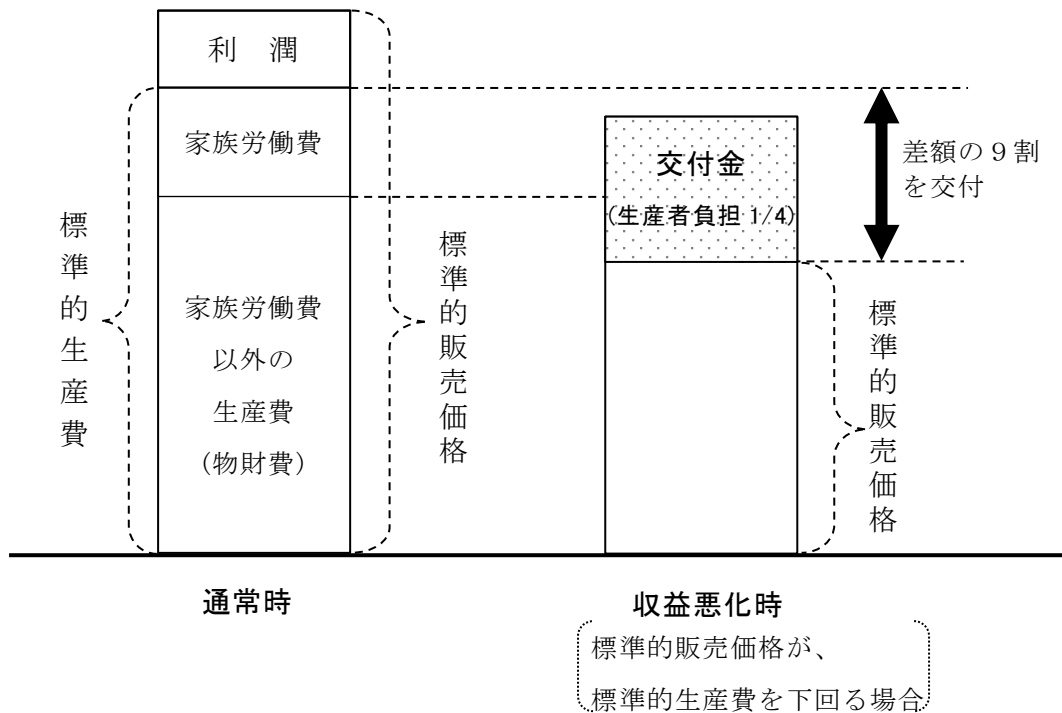 利　潤
家族労働費
家族労働費
以外の
生産費
（物財費）
標準的生産費
標準的販売価格
交付金
(生産者負担 1/4)
差額の９割
を交付
標準的販売価格
通常時
収益悪化時
標準的販売価格が、
標準的生産費を下回る場合